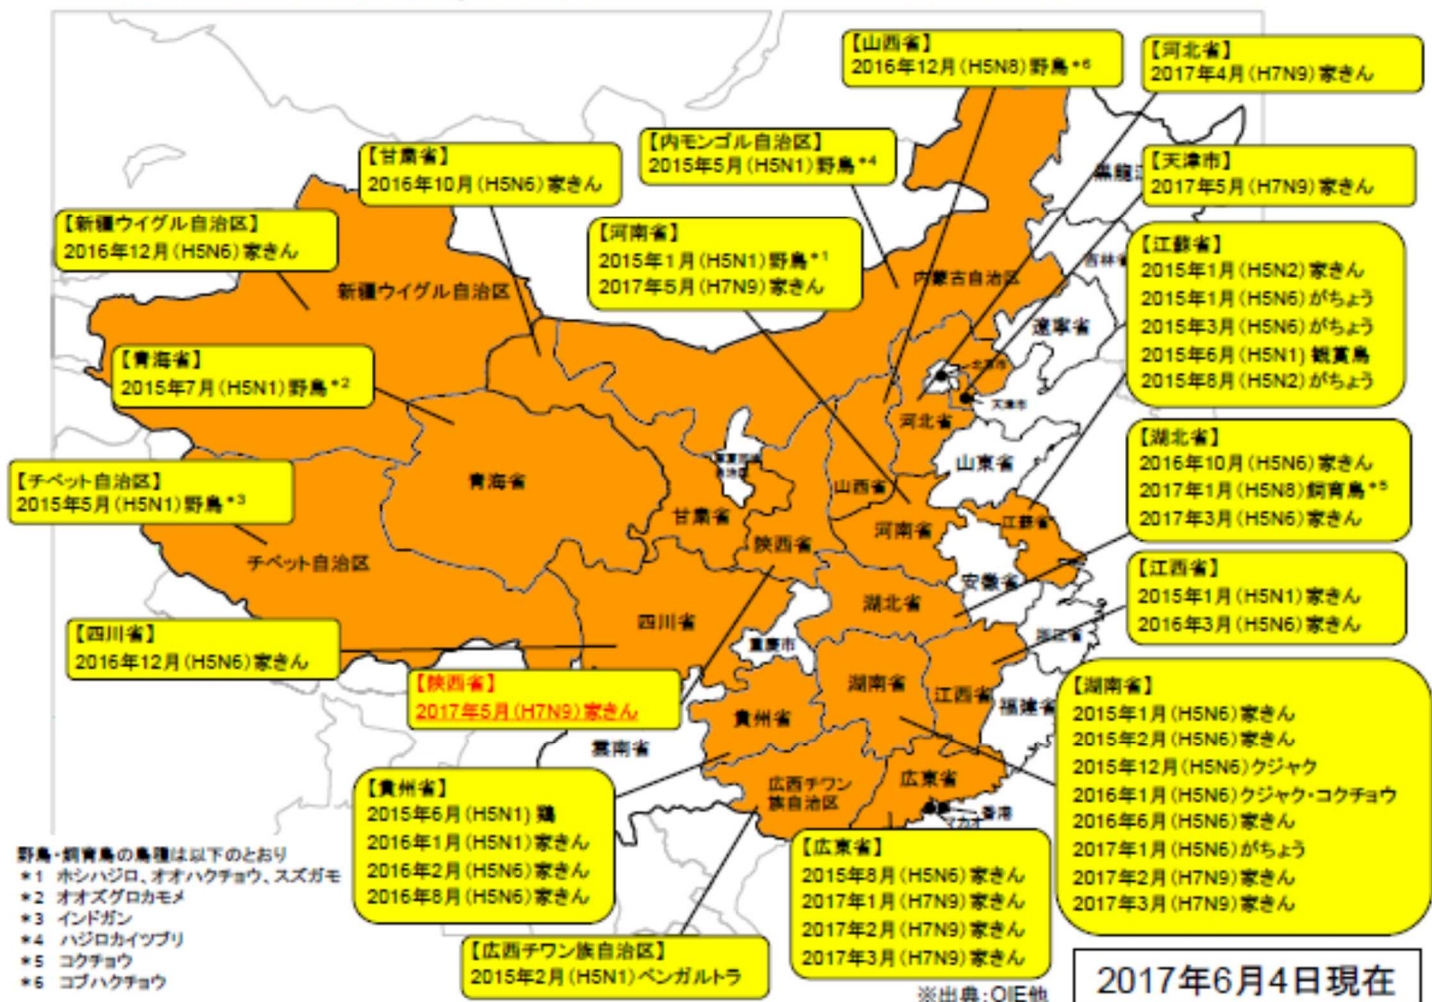 【山西省】
2016年12月(H5N8)野鳥*6
【河北省】
2017年4月(H7N9)家きん
【内モンゴル自治区】
2015年5月(H5N1)野鳥*4
【甘粛省】
2016年10月(H5N6)家きん
【天津市】
2017年5月(H7N9)家きん
黒龍江
【新疆ウイグル自治区】
2016年12月(H5N6)家きん
【河南省】
2015年1月(H5N1)野鳥*1
2017年5月(H7N9)家きん
【江蘇省】
2015年1月(H5N2)家きん
2015年1月(H5N6)がちょう
2015年3月(H5N6)がちょう
2015年6月(H5N1)観賞鳥
2015年8月(H5N2)がちょう
吉林省
内蒙古自治区
新疆ウイグル自治区
遼寧省
【青海省】
2015年7月(H5N1)野鳥*2
北京市
天津市
河北省
【湖北省】
2016年10月(H5N6)家きん
2017年1月(H5N8)飼育鳥*5
2017年3月(H5N6)家きん
山東省
【チベット自治区】
2015年5月(H5N1)野鳥*3
青海省
山西省
甘粛省
陝西省
河南省
江蘇省
チベット自治区
安徽省
【江西省】
2015年1月(H5N1)家きん
2016年3月(H5N6)家きん
湖北省
四川省
重慶市
浙江省
【四川省】
2016年12月(H5N6)家きん
【陝西省】
2017年5月(H7N9)家きん
湖南省
江西省
福建省
貴州省
雲南省
【湖南省】
2015年1月(H5N6)家きん
2015年2月(H5N6)家きん
2015年12月(H5N6)クジャク
2016年1月(H5N6)クジャク・コクチョウ
2016年6月(H5N6)家きん
2017年1月(H5N6)がちょう
2017年2月(H7N9)家きん
2017年3月(H7N9)家きん
広西チワン
族自治区
広東省
香港
マカオ
【貴州省】
2015年6月(H5N1)鶏
2016年1月(H5N1)家きん
2016年2月(H5N6)家きん
2016年8月(H5N6)家きん
【広東省】
2015年8月(H5N6)家きん
2017年1月(H7N9)家きん
2017年2月(H7N9)家きん
2017年3月(H7N9)家きん
【広西チワン族自治区】
2015年2月(H5N1)ベンガルトラ
野鳥・飼育鳥の鳥種は以下のとおり
*1 ホシハジロ、オオハクチョウ、スズガモ
*2 オオズグロカモメ
*3 インドガン
*4 ハジロカイツブリ
*5 コクチョウ
*6 コブハクチョウ
※出典:OIE他
2017年6月4日現在